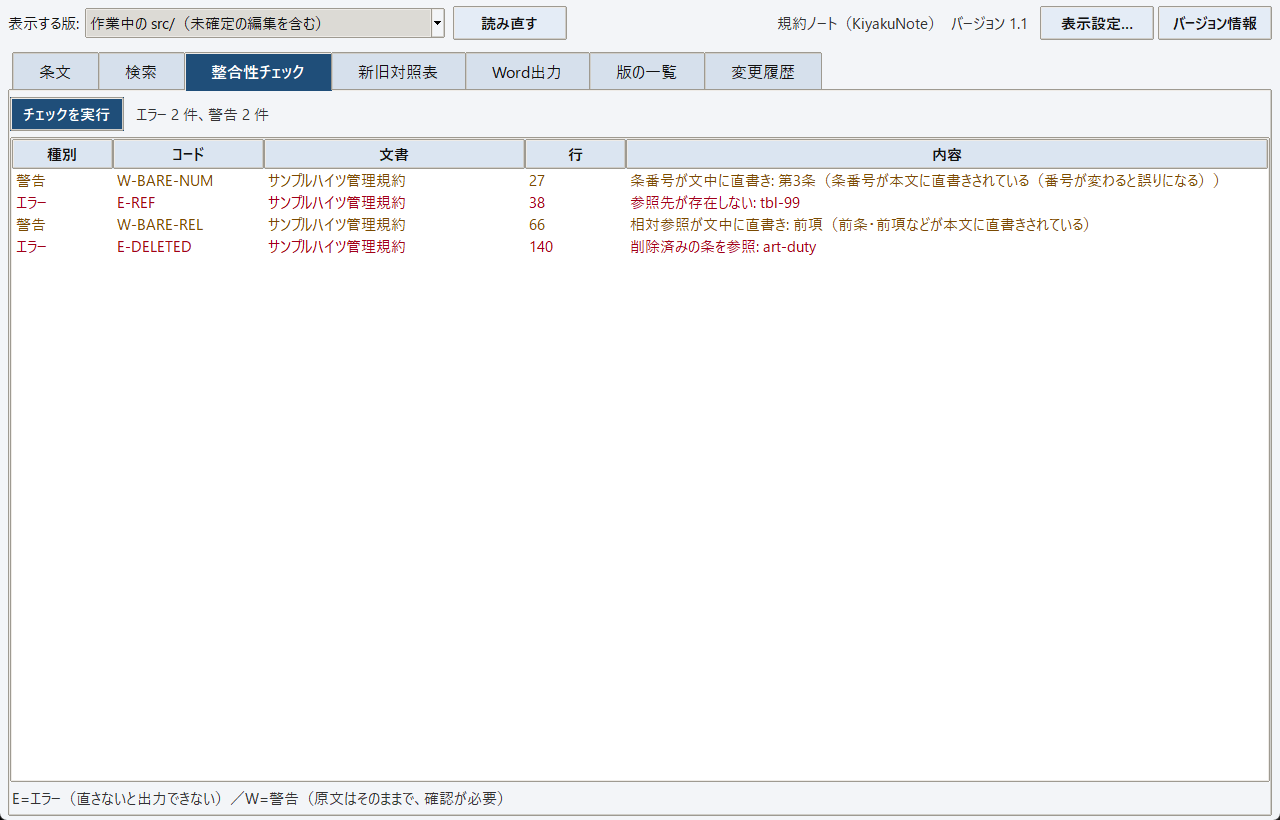 表示する版: 作業中の src/（未確定の編集を含む） 読み直す 規約ノート（KiyakuNote） バージョン 1.1 表示設定... バージョン情報
条文 検索 整合性チェック 新旧対照表 Word出力 版の一覧 変更履歴
チェックを実行 エラー 2 件、警告 2 件
種別 コード 文書 行 内容
警告 W-BARE-NUM サンプルハイツ管理規約 27 条番号が文中に直書き: 第3条（条番号が本文に直書きされている（番号が変わると誤りになる））
エラー E-REF サンプルハイツ管理規約 38 参照先が存在しない: tbl-99
警告 W-BARE-REL サンプルハイツ管理規約 66 相対参照が文中に直書き: 前項（前条・前項などが本文に直書きされている）
エラー E-DELETED サンプルハイツ管理規約 140 削除済みの条を参照: art-duty
E=エラー（直さないと出力できない）／W=警告（原文はそのままで、確認が必要）